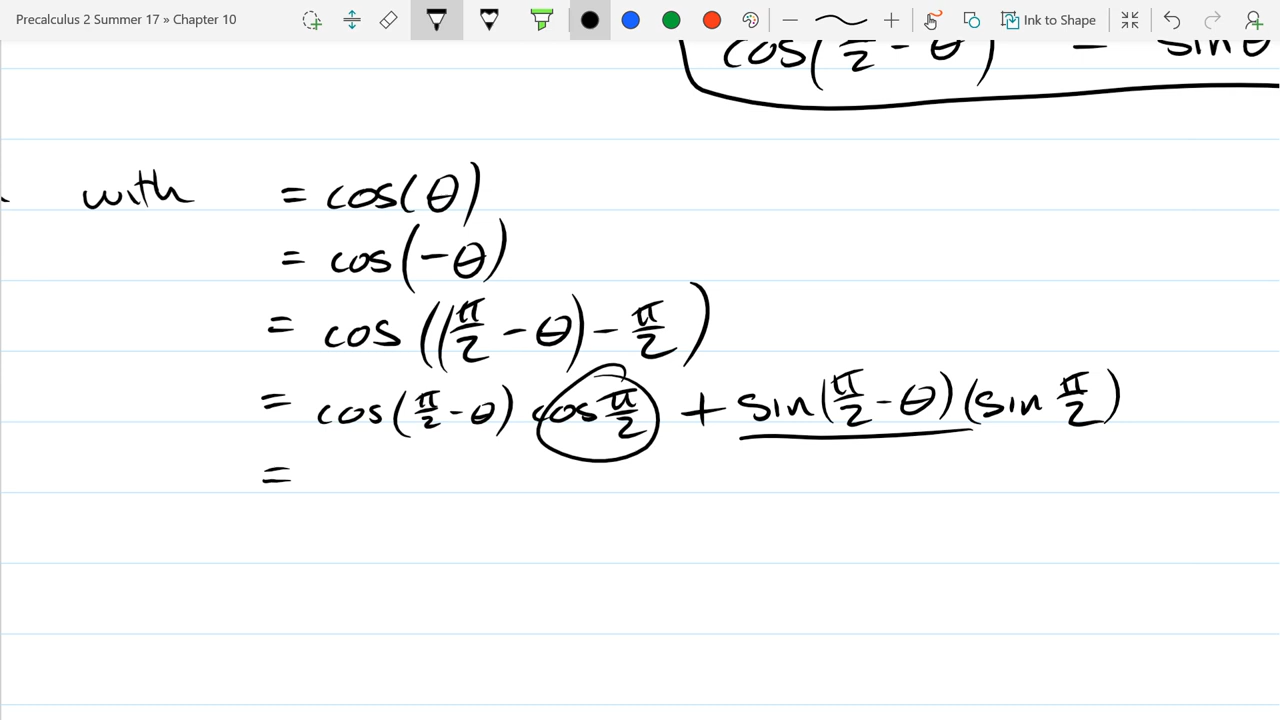 Precalculus 2 Summer 17 » Chapter 10
Ink to Shape
cos(π/2 - θ) = sin θ
with = cos(θ)
= cos(-θ)
= cos((π/2 - θ) - π/2)
= cos(π/2 - θ) cos π/2 + sin(π/2 - θ)(sin π/2)
=